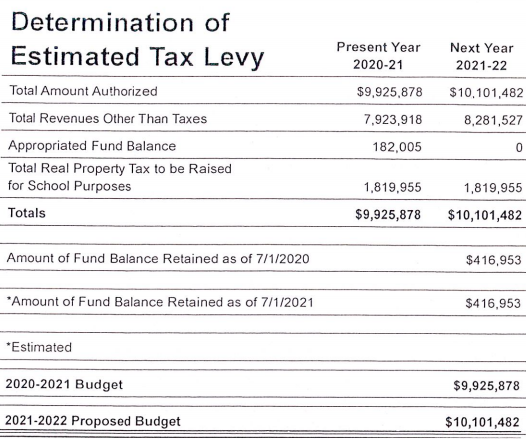 Determination of
Estimated Tax Levy
Present Year Next Year
2020-21 2021-22
Total Amount Authorized $9,925,878 $10,101,482
Total Revenues Other Than Taxes 7,923,918 8,281,527
Appropriated Fund Balance 182,005 0
Total Real Property Tax to be Raised
for School Purposes 1,819,955 1,819,955
Totals $9,925,878 $10,101,482
Amount of Fund Balance Retained as of 7/1/2020 $416,953
*Amount of Fund Balance Retained as of 7/1/2021 $416,953
*Estimated
2020-2021 Budget $9,925,878
2021-2022 Proposed Budget $10,101,482